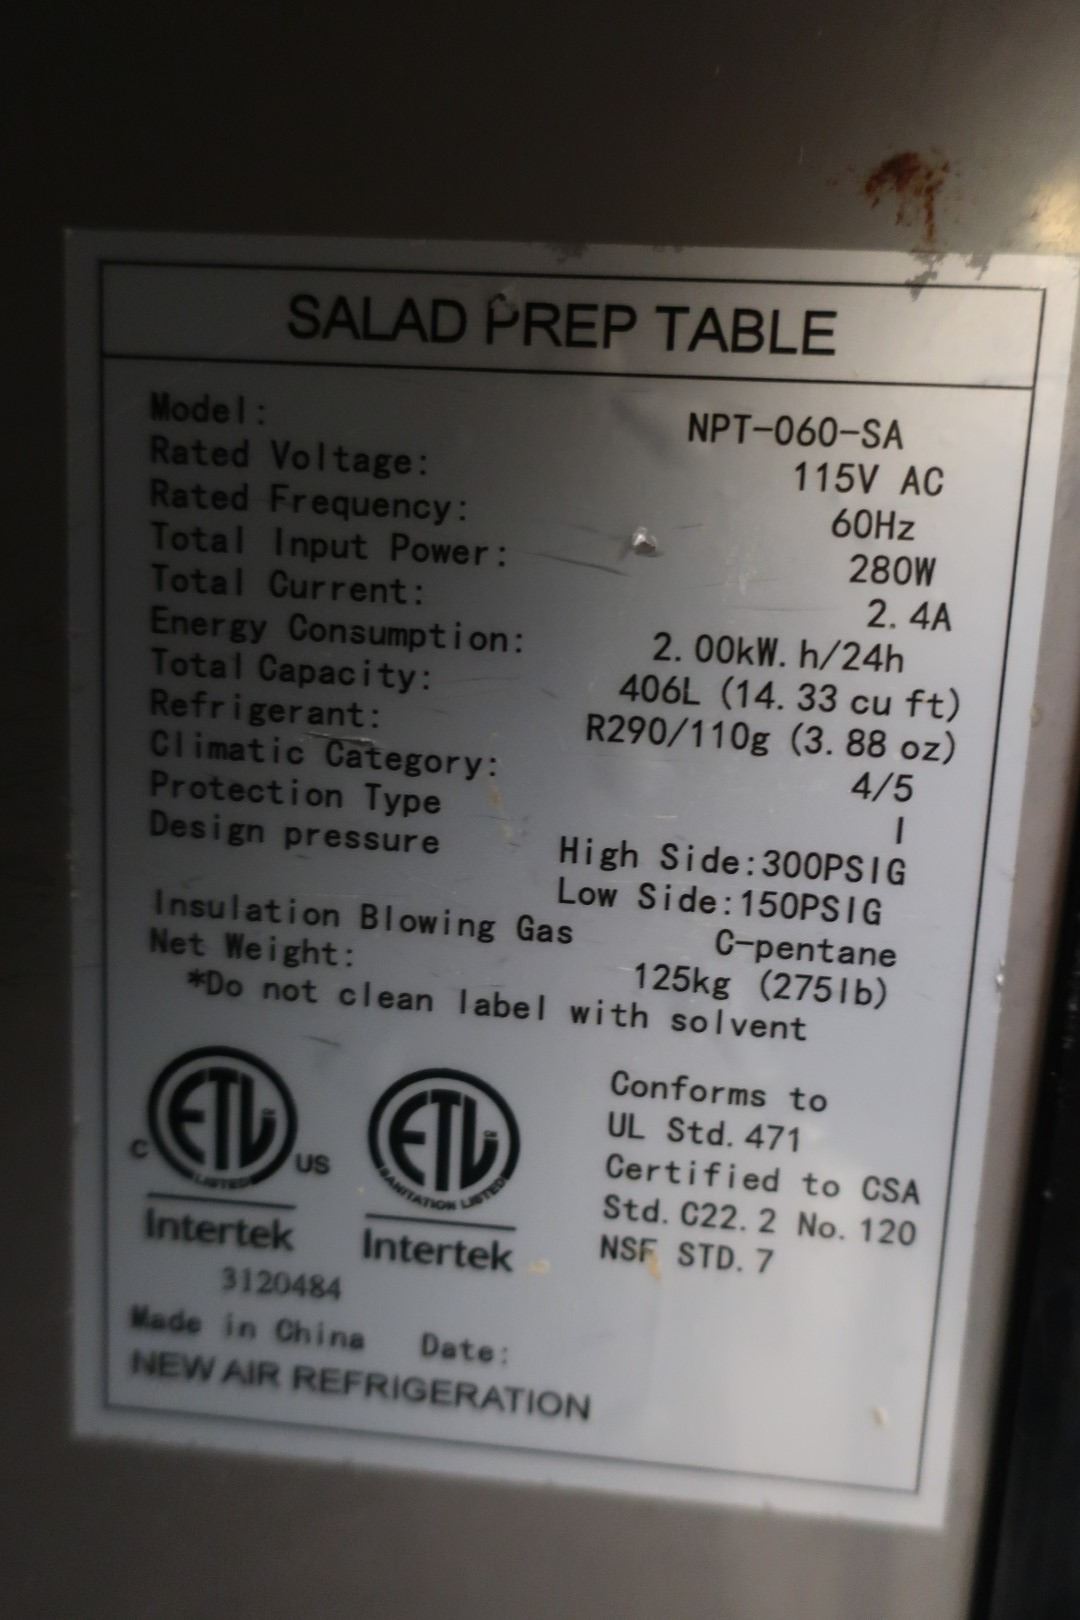 SALAD PREP TABLE
Model: NPT-060-SA
Rated Voltage: 115V AC
Rated Frequency: 60Hz
Total Input Power: 280W
Total Current: 2.4A
Energy Consumption: 2.00kW.h/24h
Total Capacity: 406L (14.33 cu ft)
Refrigerant: R290/110g (3.88 oz)
Climatic Category: 4/5
Protection Type I
Design pressure High Side:300PSIG
Low Side:150PSIG
Insulation Blowing Gas C-pentane
Net Weight: 125kg (275lb)
*Do not clean label with solvent
C ETL US LISTED
Intertek
3120484
ETL SANITATION LISTED
Intertek
Conforms to
UL Std.471
Certified to CSA
Std.C22.2 No.120
NSF STD.7
Made in China Date:
NEW AIR REFRIGERATION